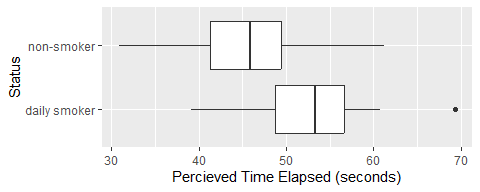 Status
non-smoker
daily smoker
30 40 50 60 70
Percieved Time Elapsed (seconds)